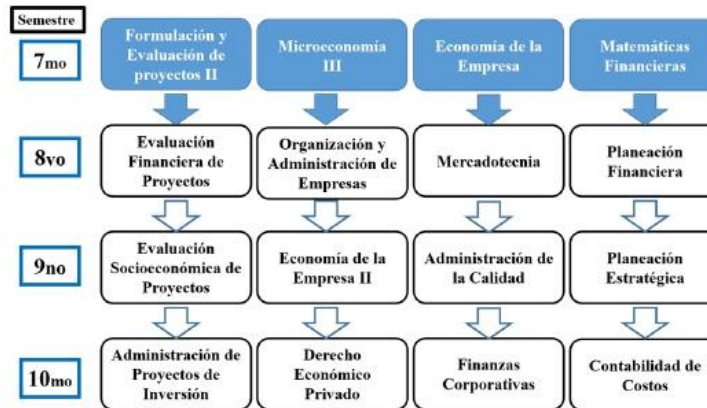 Semestre
7mo
Formulación y
Evaluación de
proyectos II
Microeconomía
III
Economía de la
Empresa
Matemáticas
Financieras
8vo
Evaluación
Financiera de
Proyectos
Organización y
Administración de
Empresas
Mercadotecnia
Planeación
Financiera
9no
Evaluación
Socioeconómica de
Proyectos
Economía de la
Empresa II
Administración de
la Calidad
Planeación
Estratégica
10mo
Administración de
Proyectos de
Inversión
Derecho
Económico
Privado
Finanzas
Corporativas
Contabilidad de
Costos